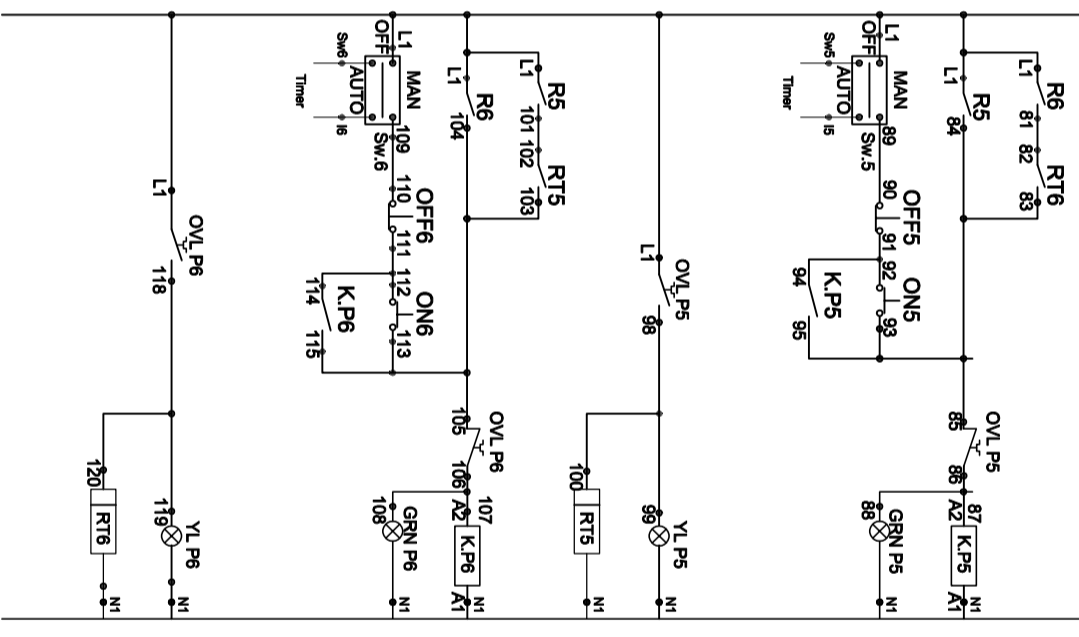 R6
RT6
L1
81
82
83
R5
L1
84
OVL P5
85
86
87
A2
K.P5
A1
N1
L1
OFF
MAN
AUTO
Sw5
I5
Timer
89
Sw.5
90
OFF5
91
92
ON5
93
94
K.P5
95
88
GRN P5
N1
L1
OVL P5
98
99
YL P5
N1
100
RT5
N1
R5
RT5
L1
101
102
103
R6
L1
104
OVL P6
105
106
107
A2
K.P6
A1
N1
L1
OFF
MAN
AUTO
Sw6
I6
Timer
109
Sw.6
110
OFF6
111
112
ON6
113
114
K.P6
115
108
GRN P6
N1
L1
OVL P6
118
119
YL P6
N1
120
RT6
N1